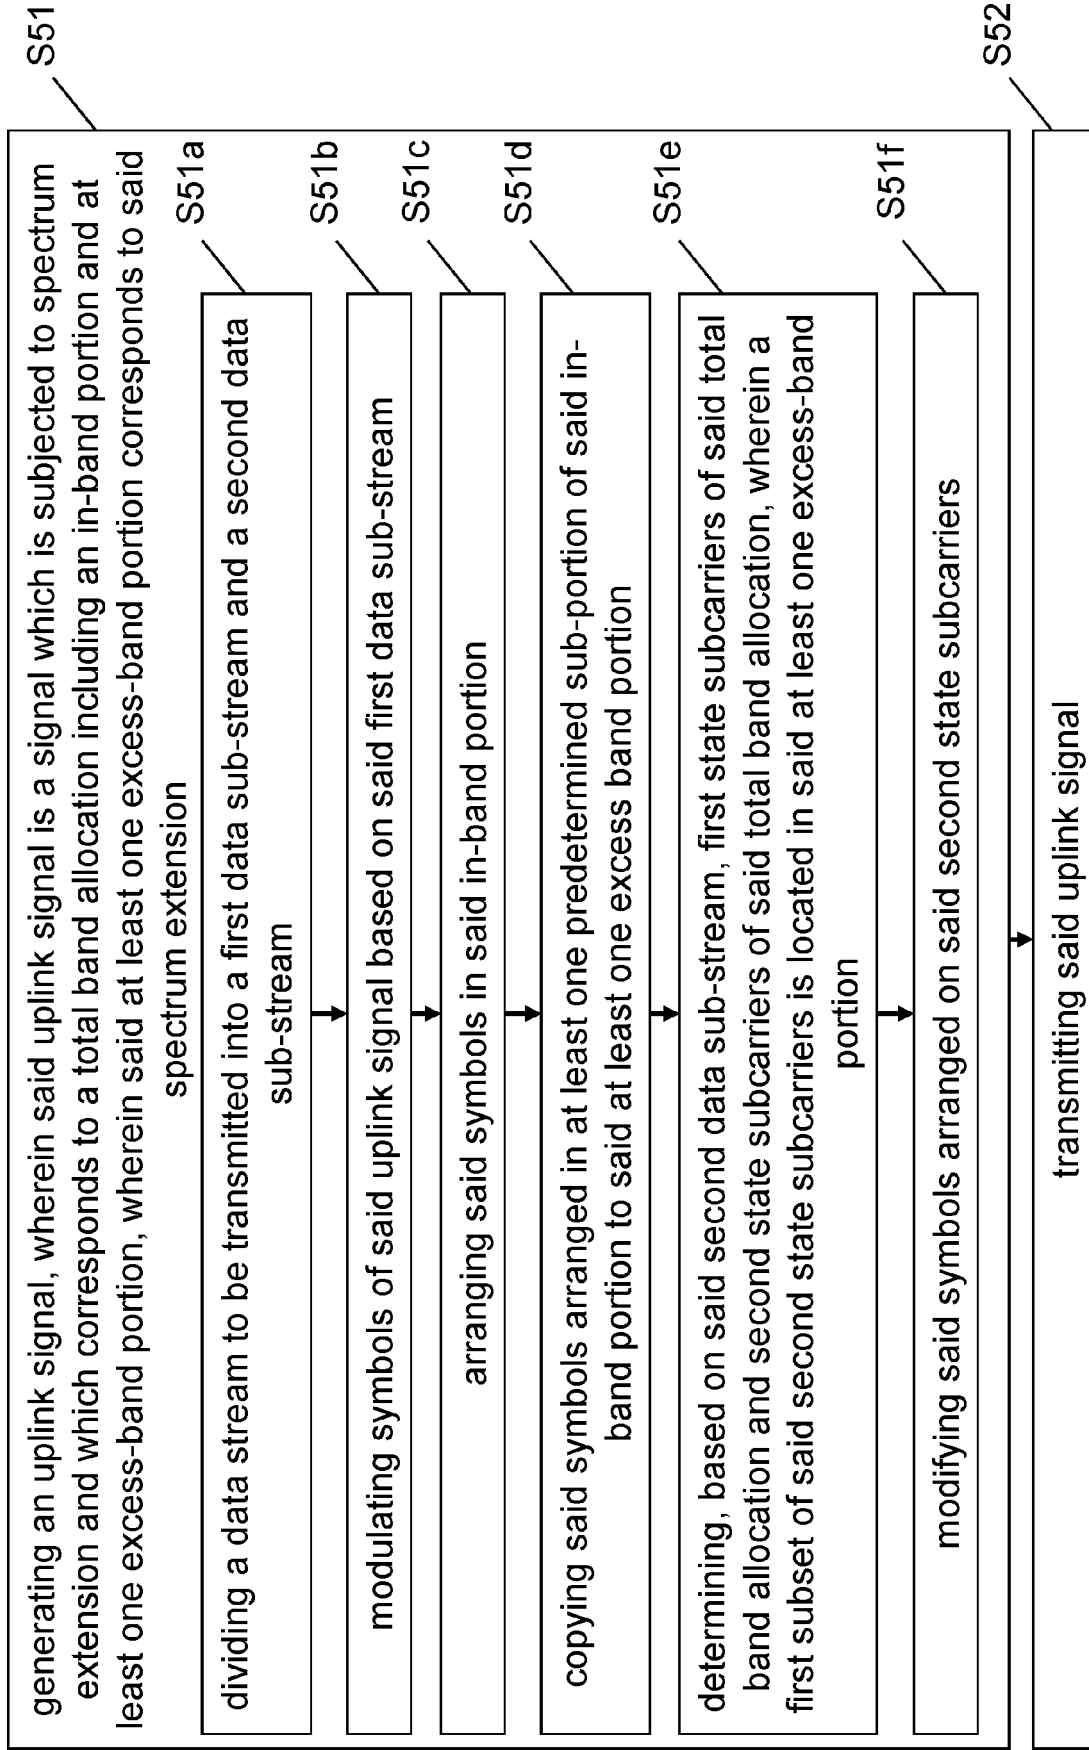 generating an uplink signal, wherein said uplink signal is a signal which is subjected to spectrum
extension and which corresponds to a total band allocation including an in-band portion and at
least one excess-band portion, wherein said at least one excess-band portion corresponds to said
spectrum extension
S51
dividing a data stream to be transmitted into a first data sub-stream and a second data
sub-stream
S51a
modulating symbols of said uplink signal based on said first data sub-stream
S51b
arranging said symbols in said in-band portion
S51c
copying said symbols arranged in at least one predetermined sub-portion of said in-
band portion to said at least one excess band portion
S51d
determining, based on said second data sub-stream, first state subcarriers of said total
band allocation and second state subcarriers of said total band allocation, wherein a
first subset of said second state subcarriers is located in said at least one excess-band
portion
S51e
modifying said symbols arranged on said second state subcarriers
S51f
transmitting said uplink signal
S52